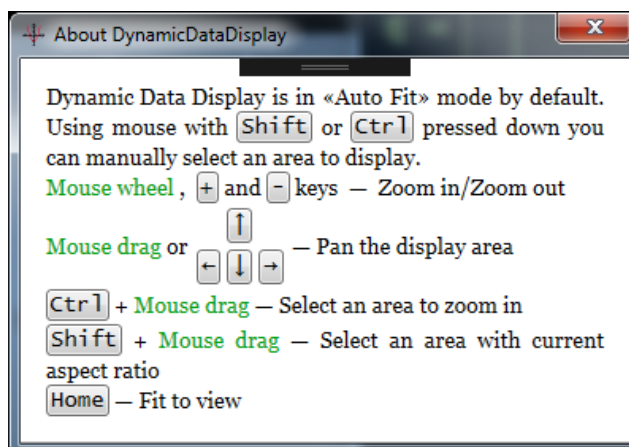 About DynamicDataDisplay
Dynamic Data Display is in «Auto Fit» mode by default.
Using mouse with Shift or Ctrl pressed down you
can manually select an area to display.
Mouse wheel , + and - keys — Zoom in/Zoom out
↑
Mouse drag or ← ↓ → — Pan the display area
Ctrl + Mouse drag — Select an area to zoom in
Shift + Mouse drag — Select an area with current
aspect ratio
Home — Fit to view